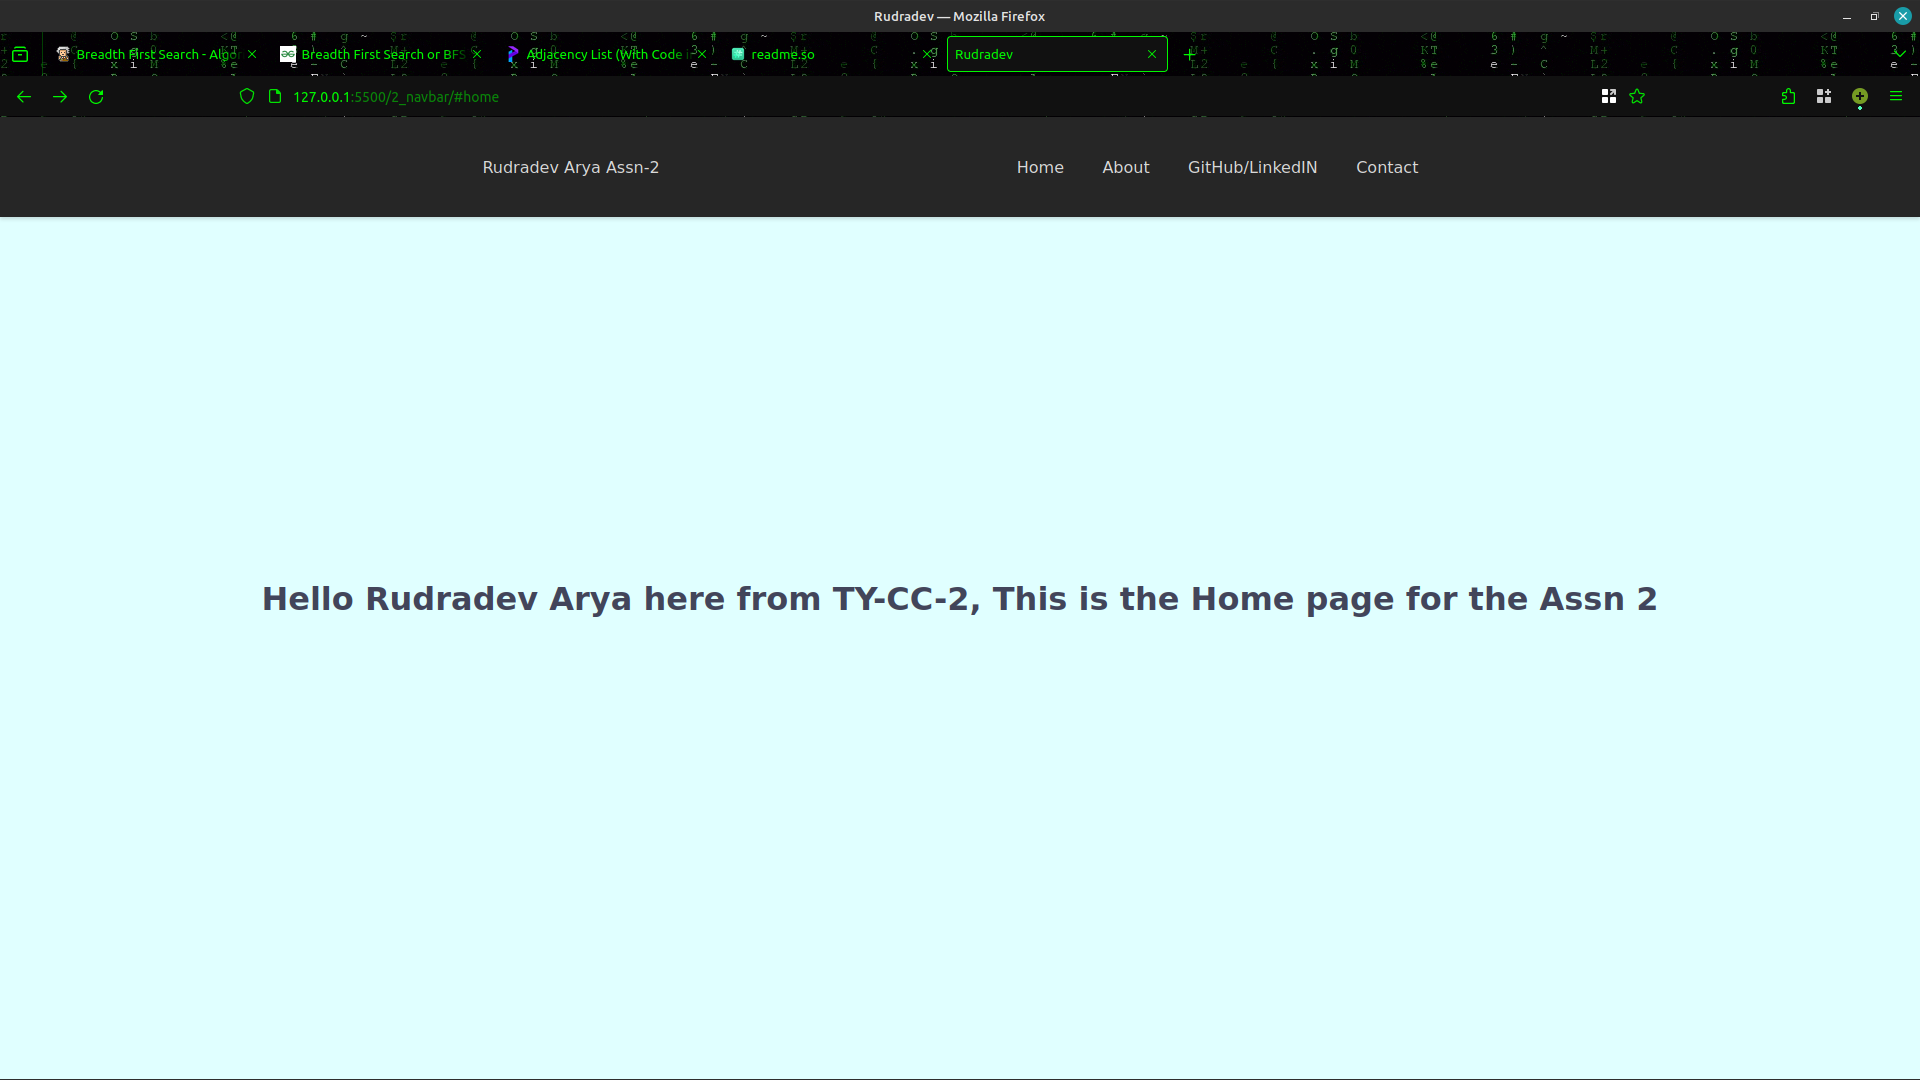 Rudradev — Mozilla Firefox
Breadth First Search - Algor
Breadth First Search or BFS
Adjacency List (With Code i
readme.so
Rudradev
127.0.0.1:5500/2_navbar/#home
Rudradev Arya Assn-2
Home
About
GitHub/LinkedIN
Contact
Hello Rudradev Arya here from TY-CC-2, This is the Home page for the Assn 2